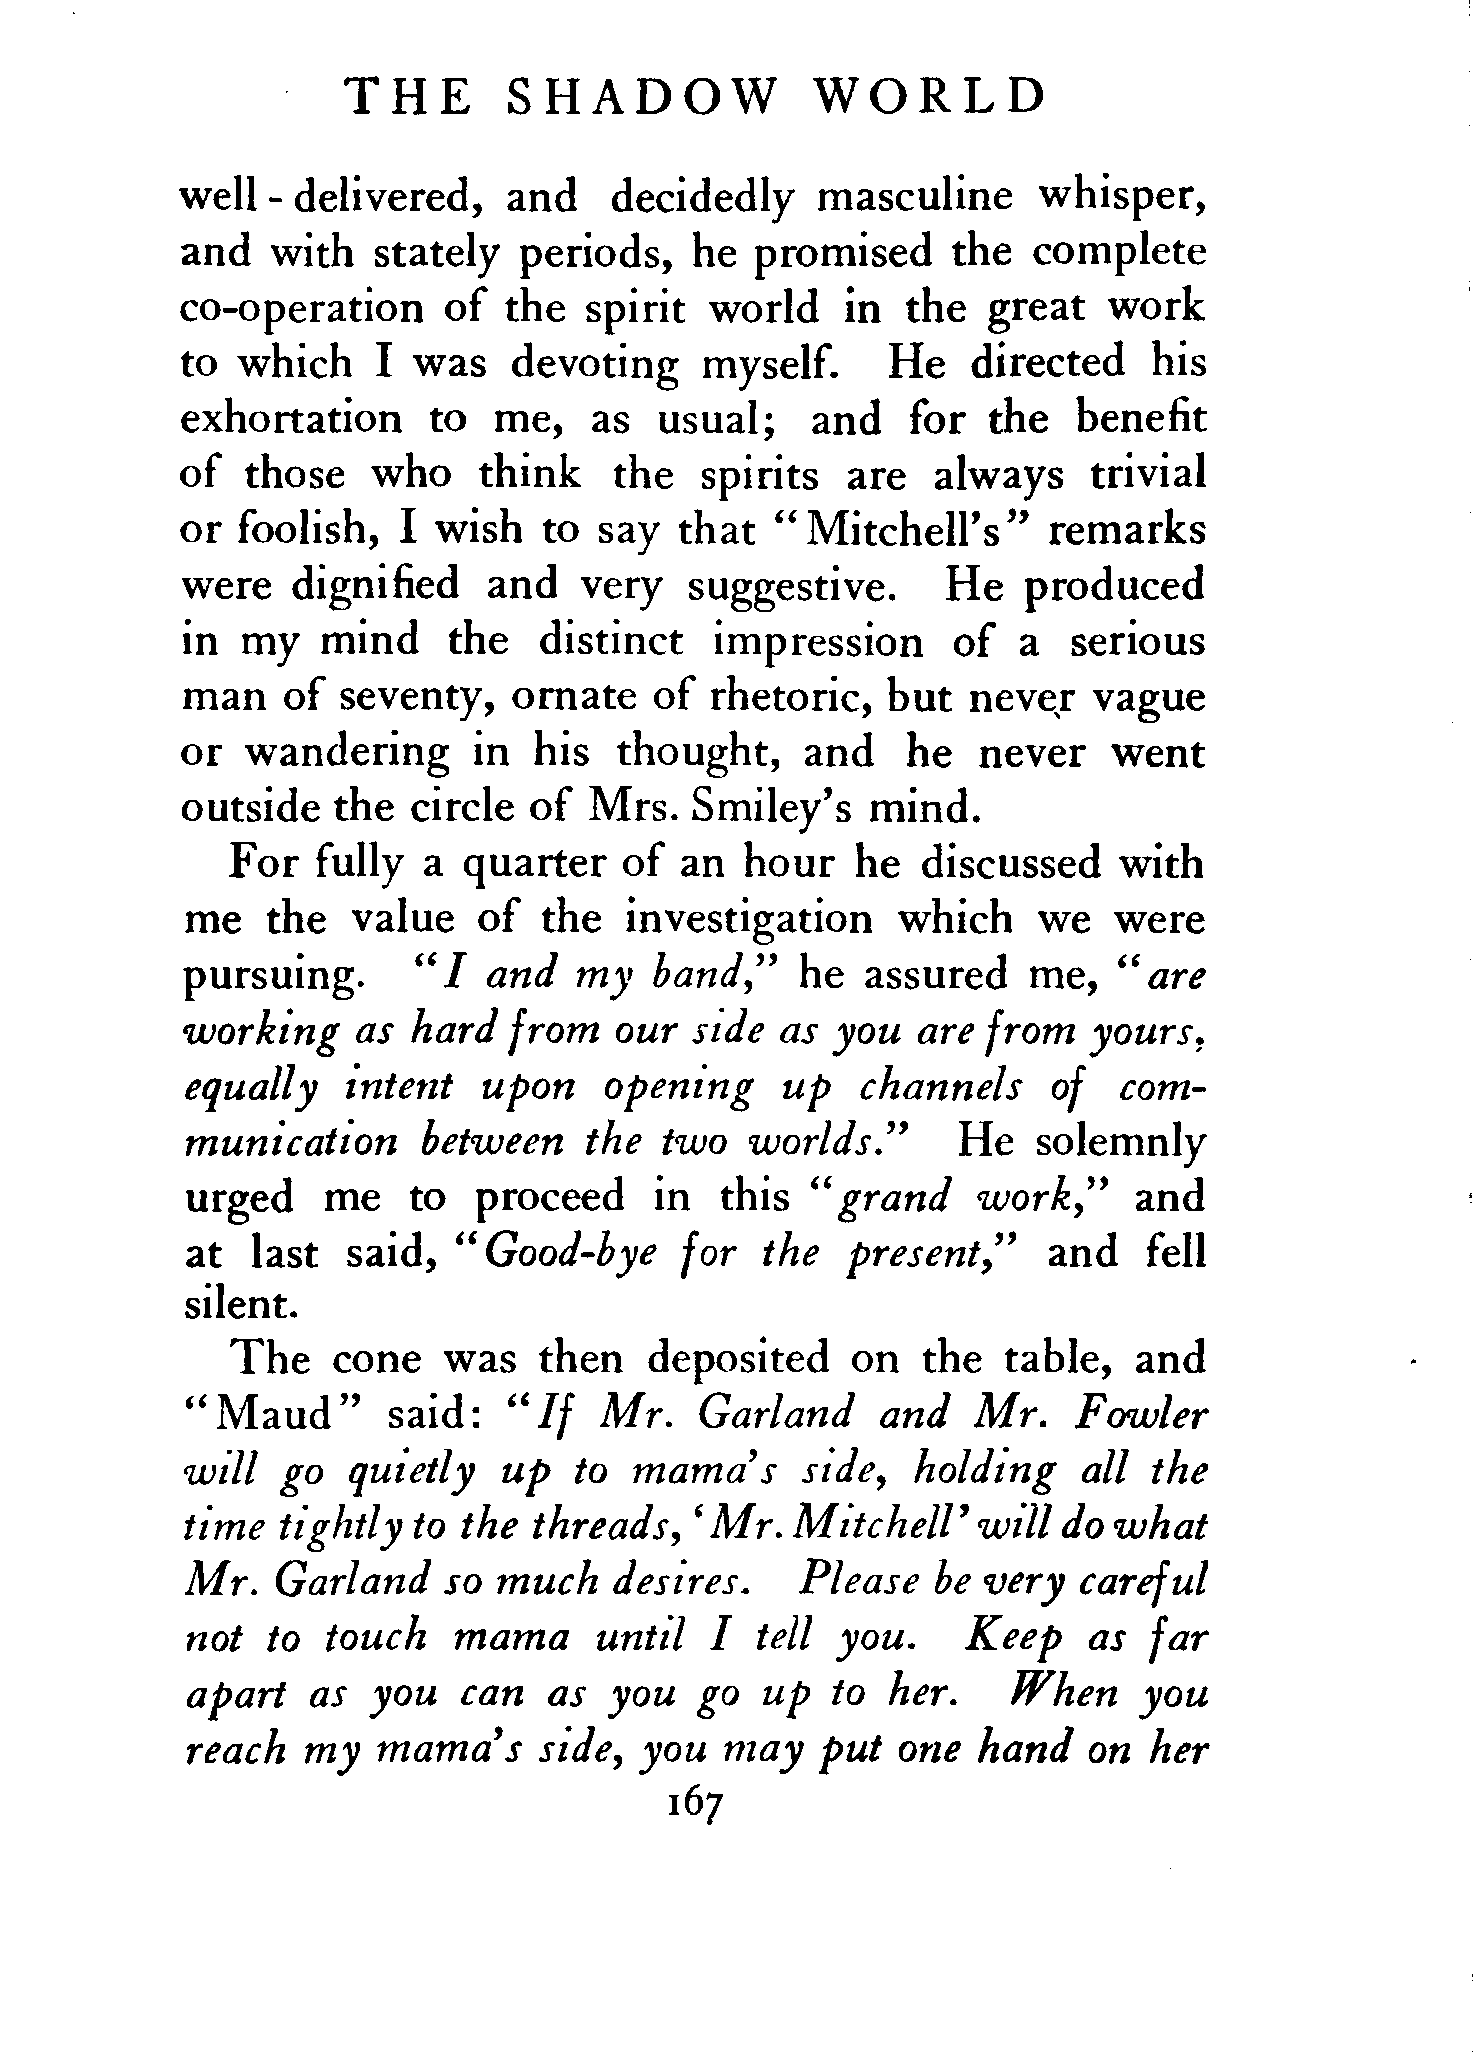 THE SHADOW WORLD
well - delivered, and decidedly masculine whisper,
and with stately periods, he promised the complete
co-operation of the spirit world in the great work
to which I was devoting myself. He directed his
exhortation to me, as usual; and for the benefit
of those who think the spirits are always trivial
or foolish, I wish to say that “Mitchell’s” remarks
were dignified and very suggestive. He produced
in my mind the distinct impression of a serious
man of seventy, ornate of rhetoric, but never vague
or wandering in his thought, and he never went
outside the circle of Mrs. Smiley’s mind.
For fully a quarter of an hour he discussed with
me the value of the investigation which we were
pursuing. “I and my band,” he assured me, “are
working as hard from our side as you are from yours,
equally intent upon opening up channels of com-
munication between the two worlds.” He solemnly
urged me to proceed in this “grand work,” and
at last said, “Good-bye for the present,” and fell
silent.
The cone was then deposited on the table, and
“Maud” said: “If Mr. Garland and Mr. Fowler
will go quietly up to mama’s side, holding all the
time tightly to the threads, ‘Mr. Mitchell’ will do what
Mr. Garland so much desires. Please be very careful
not to touch mama until I tell you. Keep as far
apart as you can as you go up to her. When you
reach my mama’s side, you may put one hand on her
167